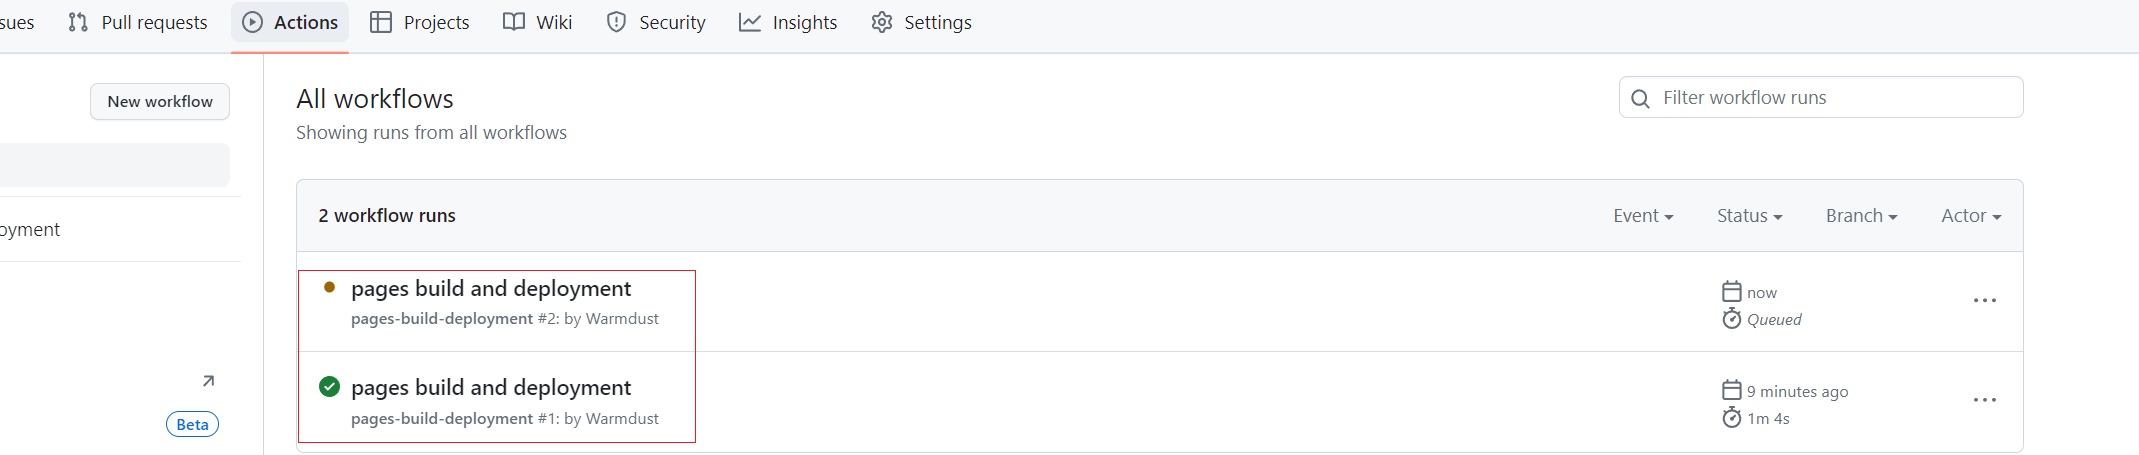 sues Pull requests Actions Projects Wiki Security Insights Settings
New workflow
All workflows
Filter workflow runs
Showing runs from all workflows
2 workflow runs
Event Status Branch Actor
oyment
pages build and deployment
now
pages-build-deployment #2: by Warmdust
Queued
pages build and deployment
9 minutes ago
pages-build-deployment #1: by Warmdust
1m 4s
Beta